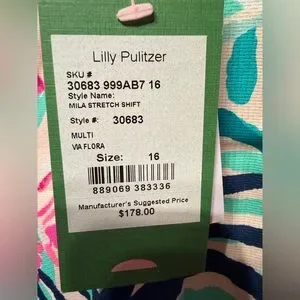 Lilly Pulitzer
SKU #
30683 999AB7 16
Style Name:
MILA STRETCH SHIFT
Style #: 30683
MULTI
VIA FLORA
Size: 16
889069 383336
Manufacturer's Suggested Price
$178.00